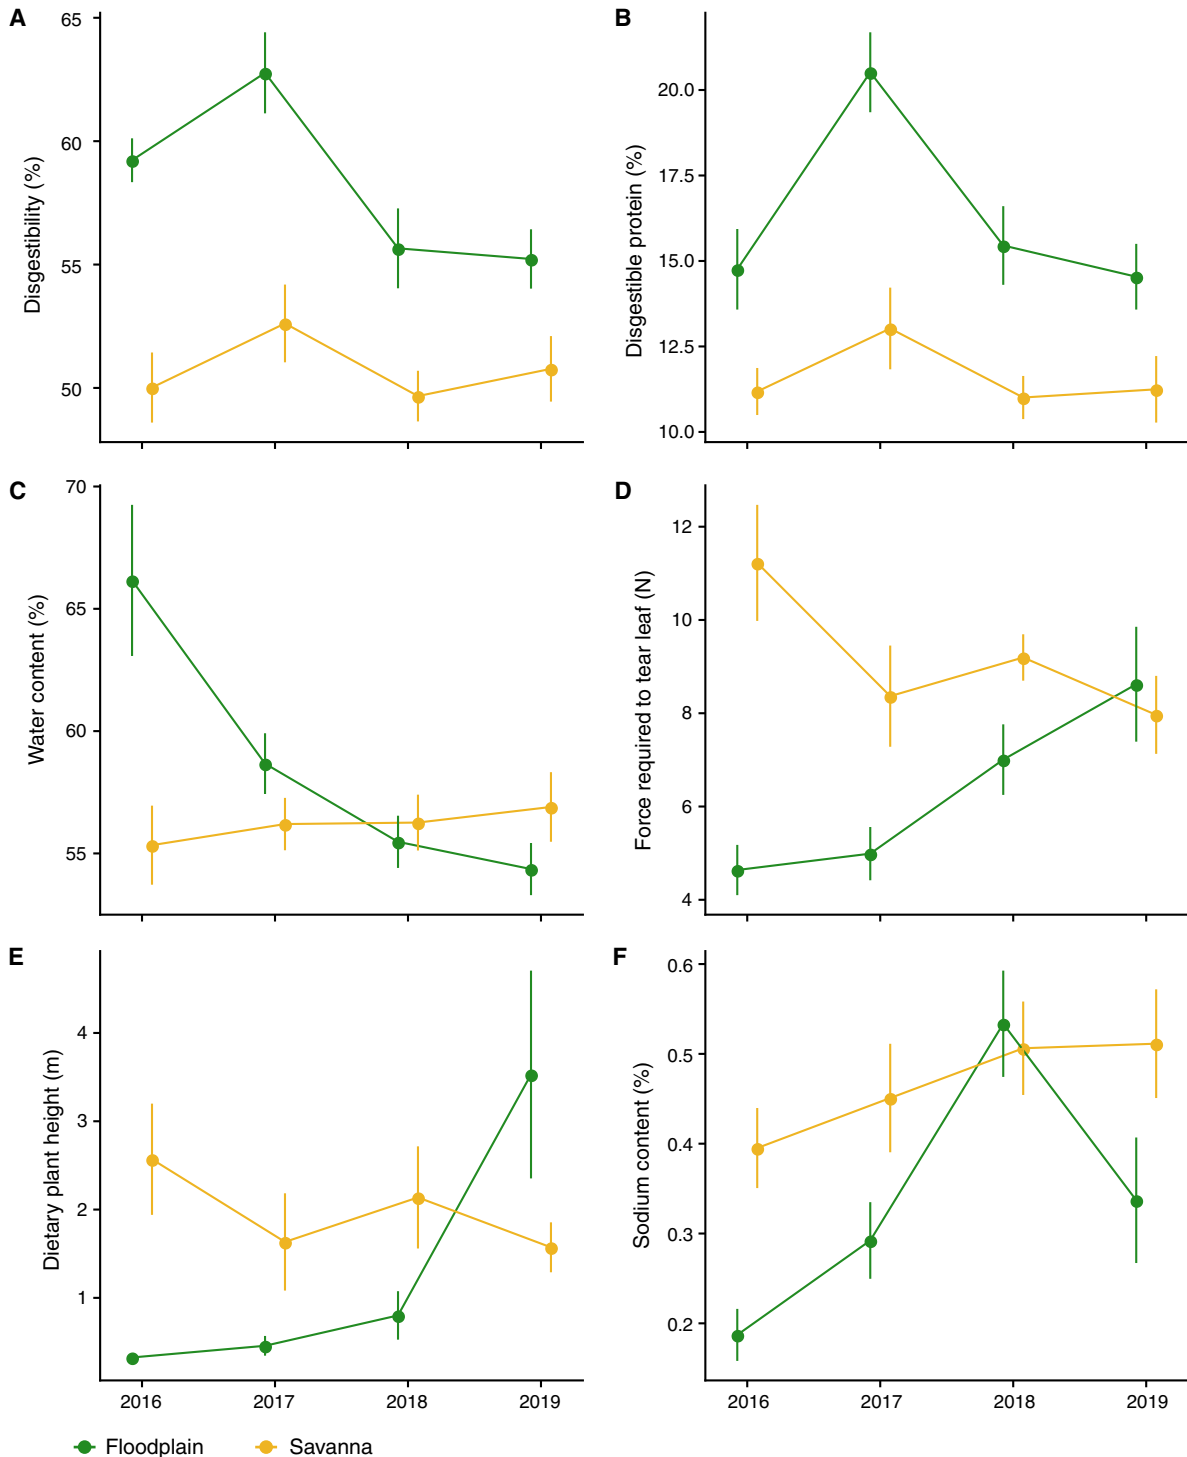 A
B
65
60
55
50
Disgestibility (%)
20.0
17.5
15.0
12.5
10.0
Disgestible protein (%)
C
D
70
65
60
55
Water content (%)
12
10
8
6
4
Force required to tear leaf (N)
E
F
4
3
2
1
Dietary plant height (m)
0.6
0.5
0.4
0.3
0.2
Sodium content (%)
2016 2017 2018 2019
2016 2017 2018 2019
Floodplain Savanna